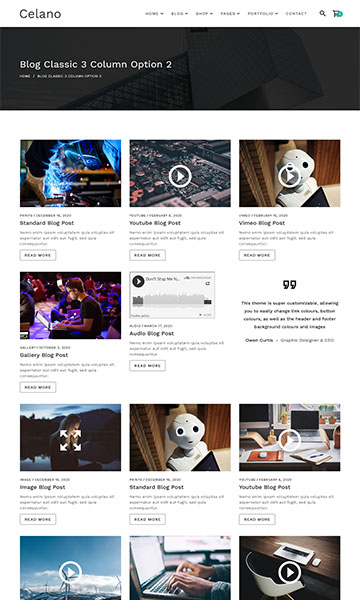 Celano
HOME BLOG SHOP PAGES PORTFOLIO CONTACT
Blog Classic 3 Column Option 2
HOME / BLOG CLASSIC 3 COLUMN OPTION 2
PRINTS / DECEMBER 16, 2020
Standard Blog Post
Nemo enim ipsam voluptatem quia voluptas sit
aspernatur aut odit aut fugit, sed quia
consequuntur.
READ MORE
YOUTUBE / FEBRUARY 8, 2020
Youtube Blog Post
Nemo enim ipsam voluptatem quia voluptas sit
aspernatur aut odit aut fugit, sed quia
consequuntur.
READ MORE
VIMEO / FEBRUARY 15, 2020
Vimeo Blog Post
Nemo enim ipsam voluptatem quia voluptas sit
aspernatur aut odit aut fugit, sed quia
consequuntur.
READ MORE
GALLERY / OCTOBER 2, 2020
Gallery Blog Post
Nemo enim ipsam voluptatem quia voluptas sit
aspernatur aut odit aut fugit, sed quia
consequuntur.
READ MORE
Don't Stop Me N...
SOUNDCLOUD
Cookie policy
AUDIO / MARCH 17, 2020
Audio Blog Post
Nemo enim ipsam voluptatem quia voluptas sit
aspernatur aut odit aut fugit, sed quia
consequuntur.
READ MORE
This theme is super customizable, allowing
you to easily change link colours, button
colours, as well as the header and footer
background colours and images
Owen Curtis - Graphic Designer & CEO
IMAGE / DECEMBER 15, 2020
Image Blog Post
Nemo enim ipsam voluptatem quia voluptas sit
aspernatur aut odit aut fugit, sed quia
consequuntur.
READ MORE
PRINTS / DECEMBER 16, 2020
Standard Blog Post
Nemo enim ipsam voluptatem quia voluptas sit
aspernatur aut odit aut fugit, sed quia
consequuntur.
READ MORE
YOUTUBE / FEBRUARY 8, 2020
Youtube Blog Post
Nemo enim ipsam voluptatem quia voluptas sit
aspernatur aut odit aut fugit, sed quia
consequuntur.
READ MORE